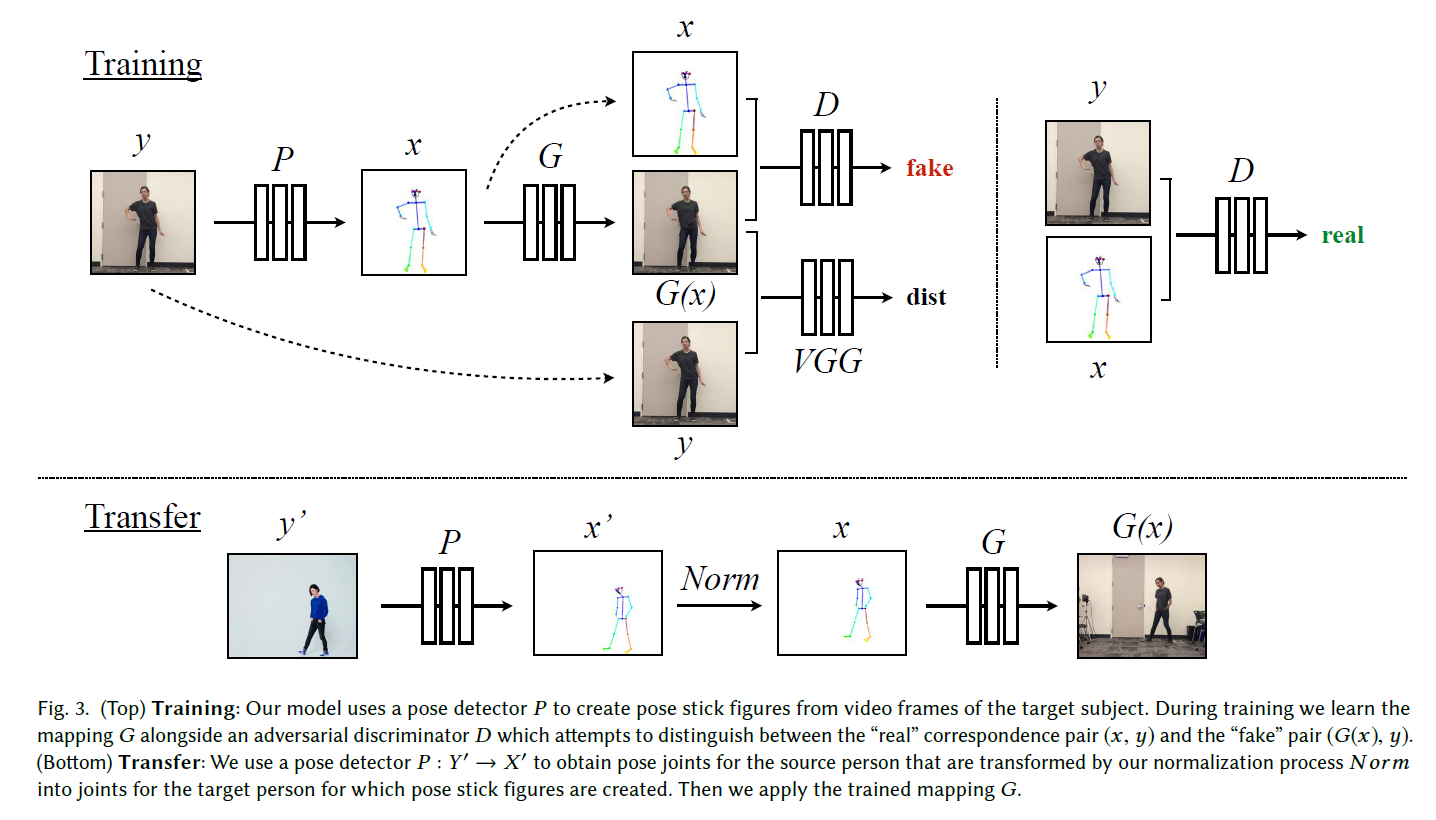 Training
x
y
P
x
G
D
fake
G(x)
dist
VGG
y
y
D
real
x
Transfer
y’
P
x’
Norm
x
G
G(x)
Fig. 3. (Top) Training: Our model uses a pose detector P to create pose stick figures from video frames of the target subject. During training we learn the
mapping G alongside an adversarial discriminator D which attempts to distinguish between the “real” correspondence pair (x, y) and the “fake” pair (G(x), y).
(Bottom) Transfer: We use a pose detector P : Y′ → X′ to obtain pose joints for the source person that are transformed by our normalization process Norm
into joints for the target person for which pose stick figures are created. Then we apply the trained mapping G.